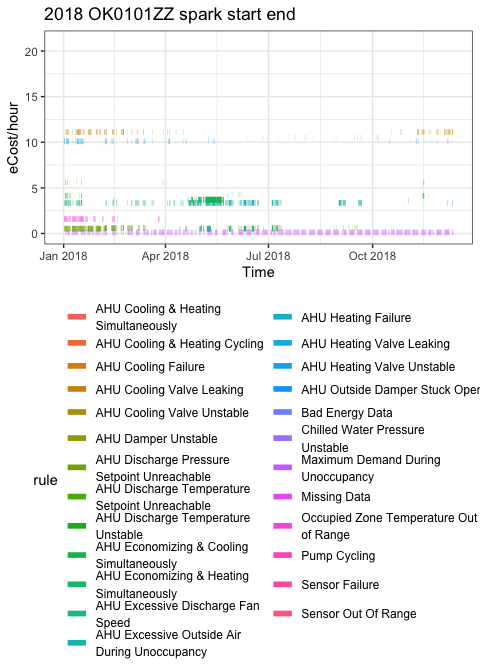 2018 OK0101ZZ spark start end
20
15
10
5
0
eCost/hour
Jan 2018
Apr 2018
Jul 2018
Oct 2018
Time
rule
AHU Cooling & Heating
Simultaneously
AHU Cooling & Heating Cycling
AHU Cooling Failure
AHU Cooling Valve Leaking
AHU Cooling Valve Unstable
AHU Damper Unstable
AHU Discharge Pressure
Setpoint Unreachable
AHU Discharge Temperature
Setpoint Unreachable
AHU Discharge Temperature
Unstable
AHU Economizing & Cooling
Simultaneously
AHU Economizing & Heating
Simultaneously
AHU Excessive Discharge Fan
Speed
AHU Excessive Outside Air
During Unoccupancy
AHU Heating Failure
AHU Heating Valve Leaking
AHU Heating Valve Unstable
AHU Outside Damper Stuck Open
Bad Energy Data
Chilled Water Pressure
Unstable
Maximum Demand During
Unoccupancy
Missing Data
Occupied Zone Temperature Out
of Range
Pump Cycling
Sensor Failure
Sensor Out Of Range